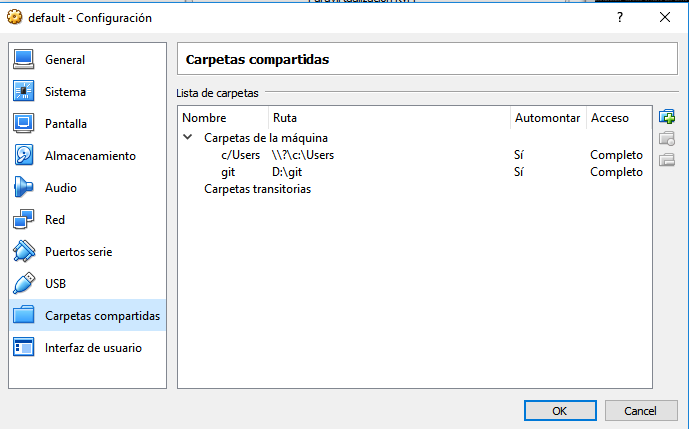 default - Configuración
?
General
Sistema
Pantalla
Almacenamiento
Audio
Red
Puertos serie
USB
Carpetas compartidas
Interfaz de usuario
Carpetas compartidas
Lista de carpetas
Nombre Ruta Automontar Acceso
Carpetas de la máquina
c/Users \\?\c:\Users Sí Completo
git D:\git Sí Completo
Carpetas transitorias
OK Cancel